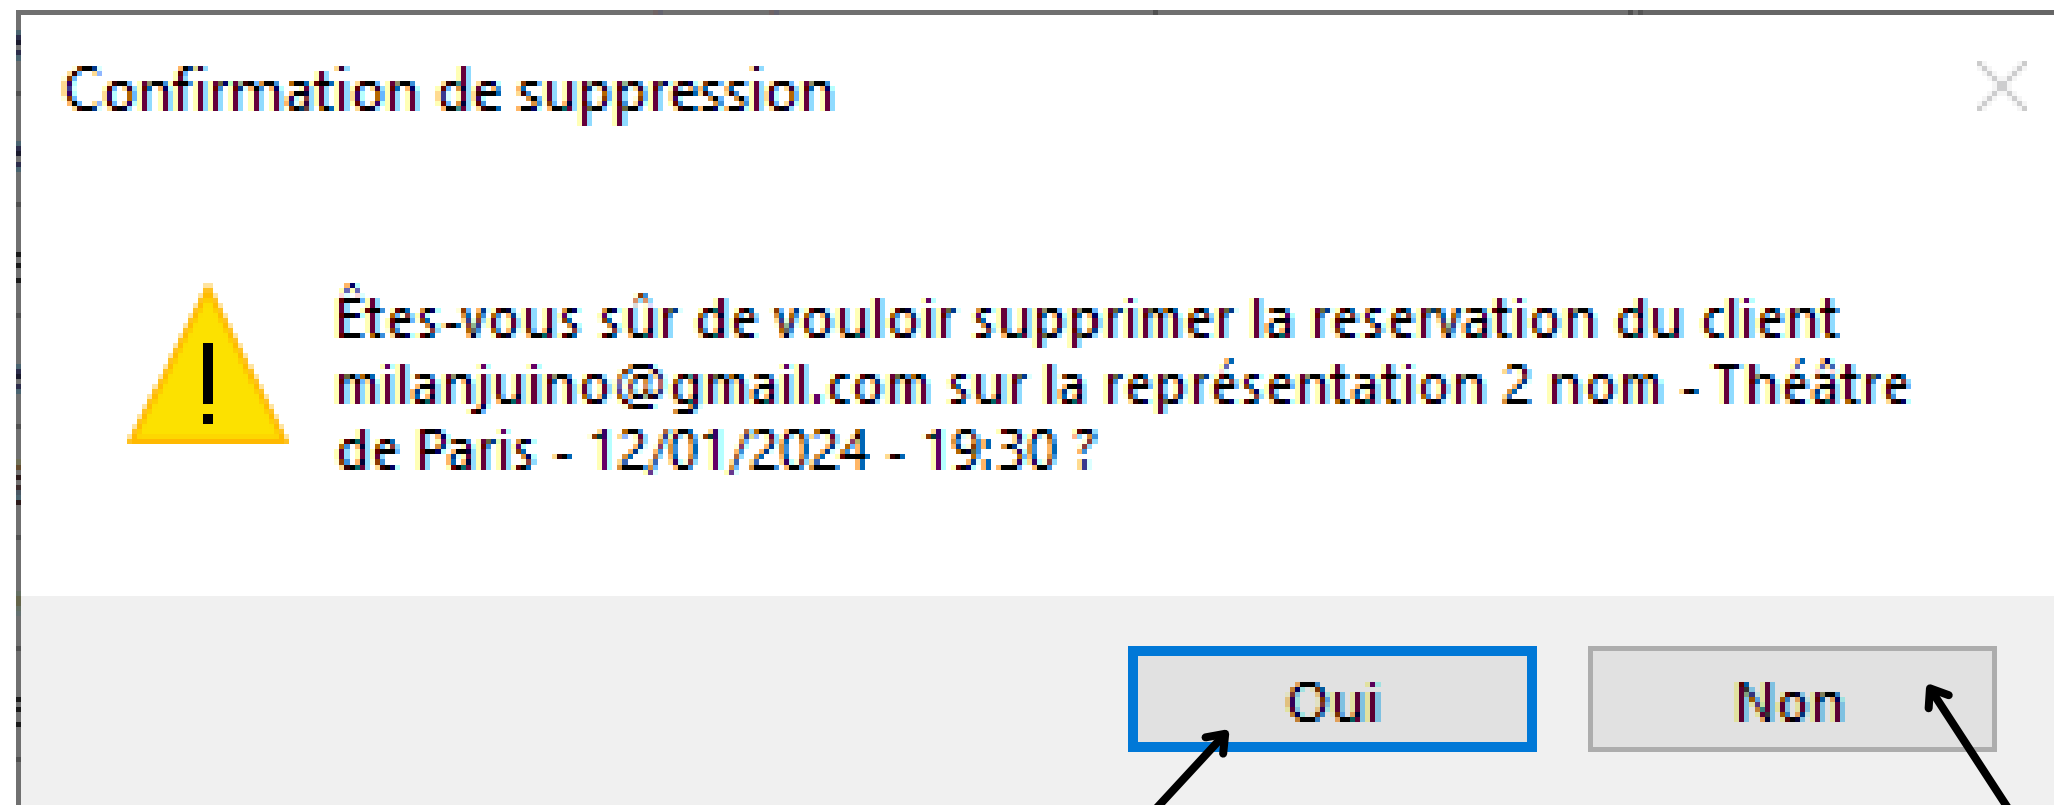 Confirmation de suppression
Êtes-vous sûr de vouloir supprimer la reservation du client
milanjuino@gmail.com sur la représentation 2 nom - Théâtre
de Paris - 12/01/2024 - 19:30 ?
Oui
Non